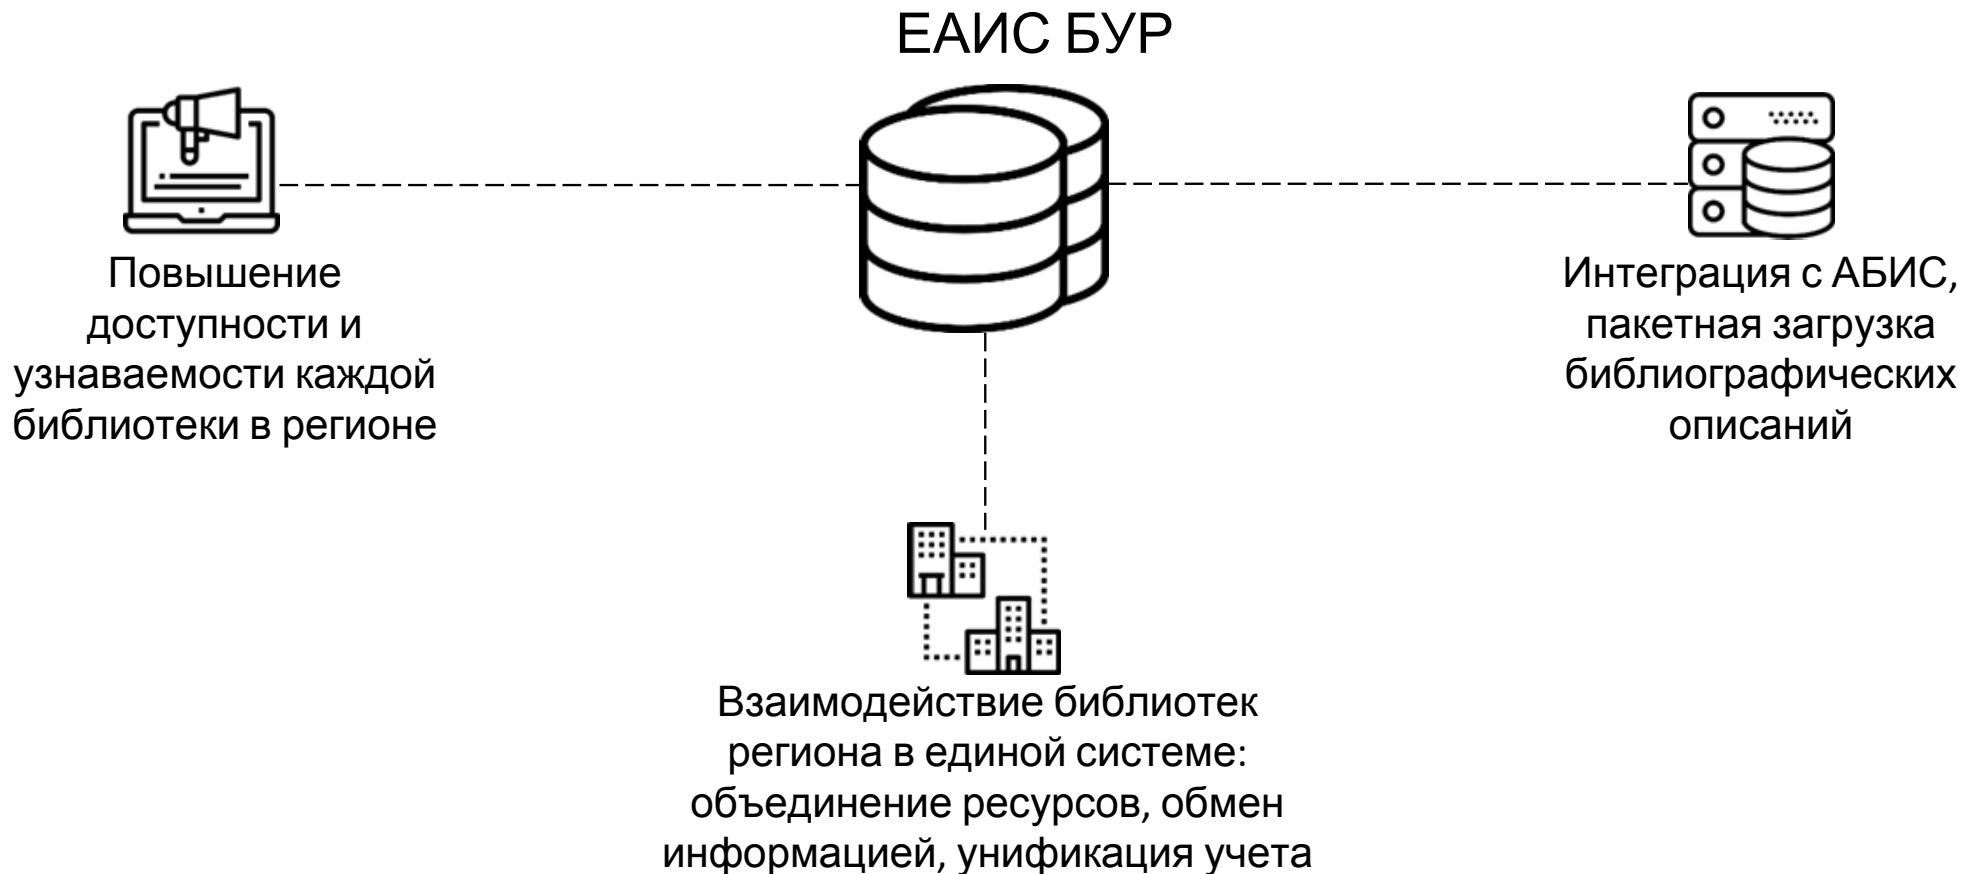 ЕАИС БУР
Повышение
доступности и
узнаваемости каждой
библиотеки в регионе
Интеграция с АБИС,
пакетная загрузка
библиографических
описаний
Взаимодействие библиотек
региона в единой системе:
объединение ресурсов, обмен
информацией, унификация учета